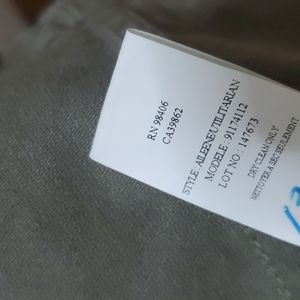 RN 98406
CA39862
STYLE: AILEENE/UTILITARIAN
MODELE : 91174112
LOT NO : 147673
DRY CLEAN ONLY
NETTOYER A SEC SEULEMENT